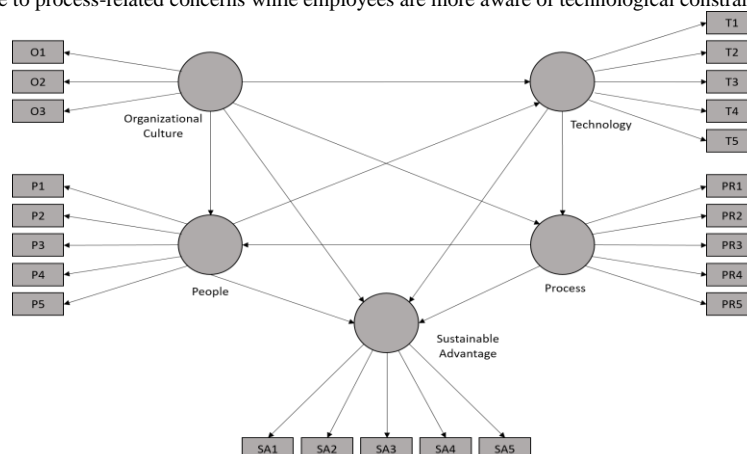 e to process-related concerns while employees are more aware of technological
T1
O1
T2
O2
T3
O3
T4
Organizational
Culture
Technology
T5
P1
PR1
P2
PR2
P3
PR3
P4
PR4
People
Process
P5
PR5
Sustainable
Advantage
SA1
SA2
SA3
SA4
SA5